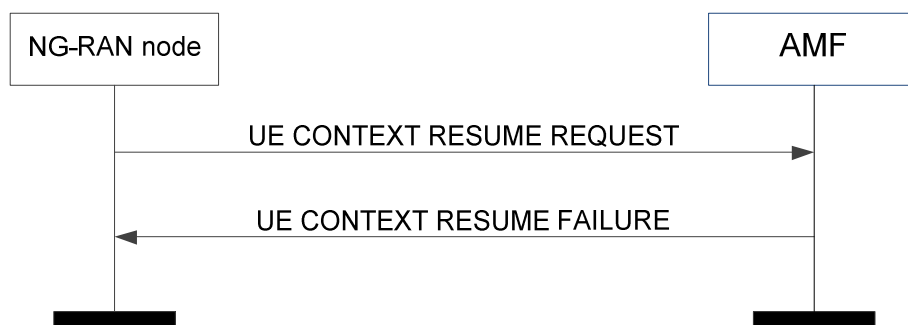 NG-RAN node
AMF
UE CONTEXT RESUME REQUEST
UE CONTEXT RESUME FAILURE